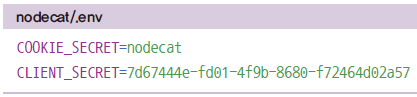 nodecat/.env
COOKIE_SECRET=nodecat
CLIENT_SECRET=7d67444e-fd01-4f9b-8680-f72464d02a57